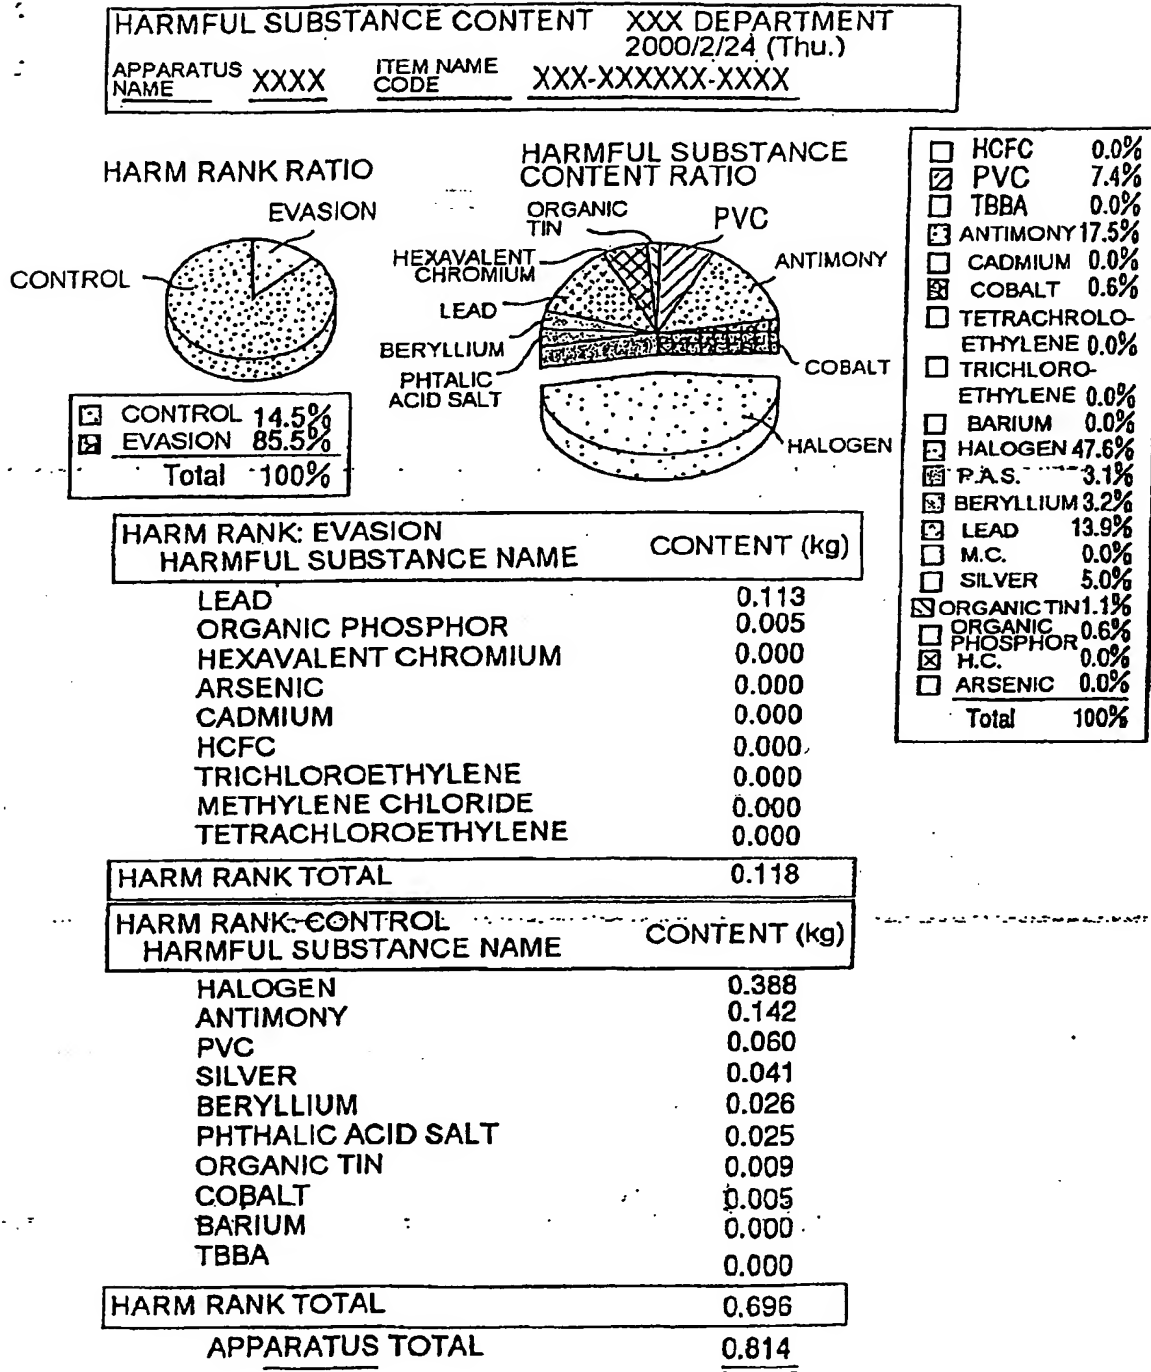 HARMFUL SUBSTANCE CONTENT XXX DEPARTMENT
2000/2/24 (Thu.)
APPARATUS NAME XXXX ITEM NAME CODE XXX-XXXXXX-XXXX
HARM RANK RATIO
EVASION
CONTROL
CONTROL 14.5%
EVASION 85.5%
Total 100%
HARMFUL SUBSTANCE
CONTENT RATIO
ORGANIC
TIN
PVC
HEXAVALENT
CHROMIUM
ANTIMONY
LEAD
BERYLLIUM
COBALT
PHTALIC
ACID SALT
HALOGEN
HCFC 0.0%
PVC 7.4%
TBBA 0.0%
ANTIMONY 17.5%
CADMIUM 0.0%
COBALT 0.6%
TETRACHROLO-
ETHYLENE 0.0%
TRICHLORO-
ETHYLENE 0.0%
BARIUM 0.0%
HALOGEN 47.6%
P.A.S. 3.1%
BERYLLIUM 3.2%
LEAD 13.9%
M.C. 0.0%
SILVER 5.0%
ORGANIC TIN 1.1%
ORGANIC
PHOSPHOR 0.6%
H.C. 0.0%
ARSENIC 0.0%
Total 100%
HARM RANK: EVASION
HARMFUL SUBSTANCE NAME CONTENT (kg)
LEAD 0.113
ORGANIC PHOSPHOR 0.005
HEXAVALENT CHROMIUM 0.000
ARSENIC 0.000
CADMIUM 0.000
HCFC 0.000
TRICHLOROETHYLENE 0.000
METHYLENE CHLORIDE 0.000
TETRACHLOROETHYLENE 0.000
HARM RANK TOTAL 0.118
HARM RANK: CONTROL
HARMFUL SUBSTANCE NAME CONTENT (kg)
HALOGEN 0.388
ANTIMONY 0.142
PVC 0.060
SILVER 0.041
BERYLLIUM 0.026
PHTHALIC ACID SALT 0.025
ORGANIC TIN 0.009
COBALT 0.005
BARIUM 0.000
TBBA 0.000
HARM RANK TOTAL 0.696
APPARATUS TOTAL 0.814